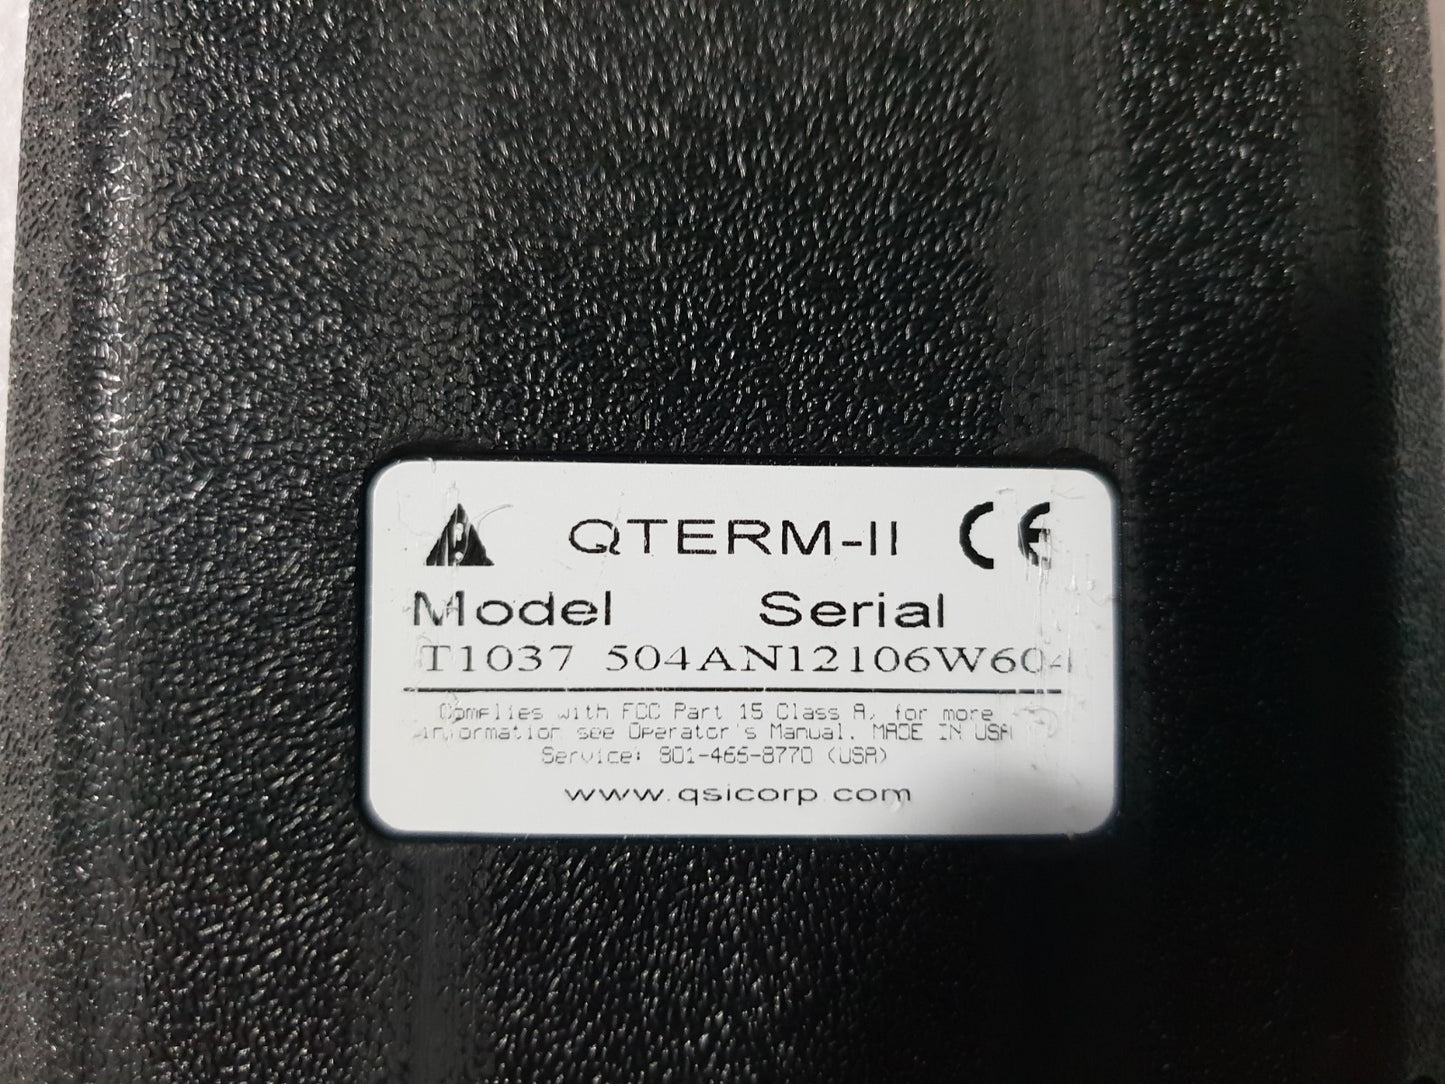 QTERM-II CE
Model Serial
T1037 504AN12106W604
Complies with FCC Part 15 Class A, for more
information see Operator's Manual. MADE IN USA
Service: 801-466-8770 (USA)
www.qsicorp.com